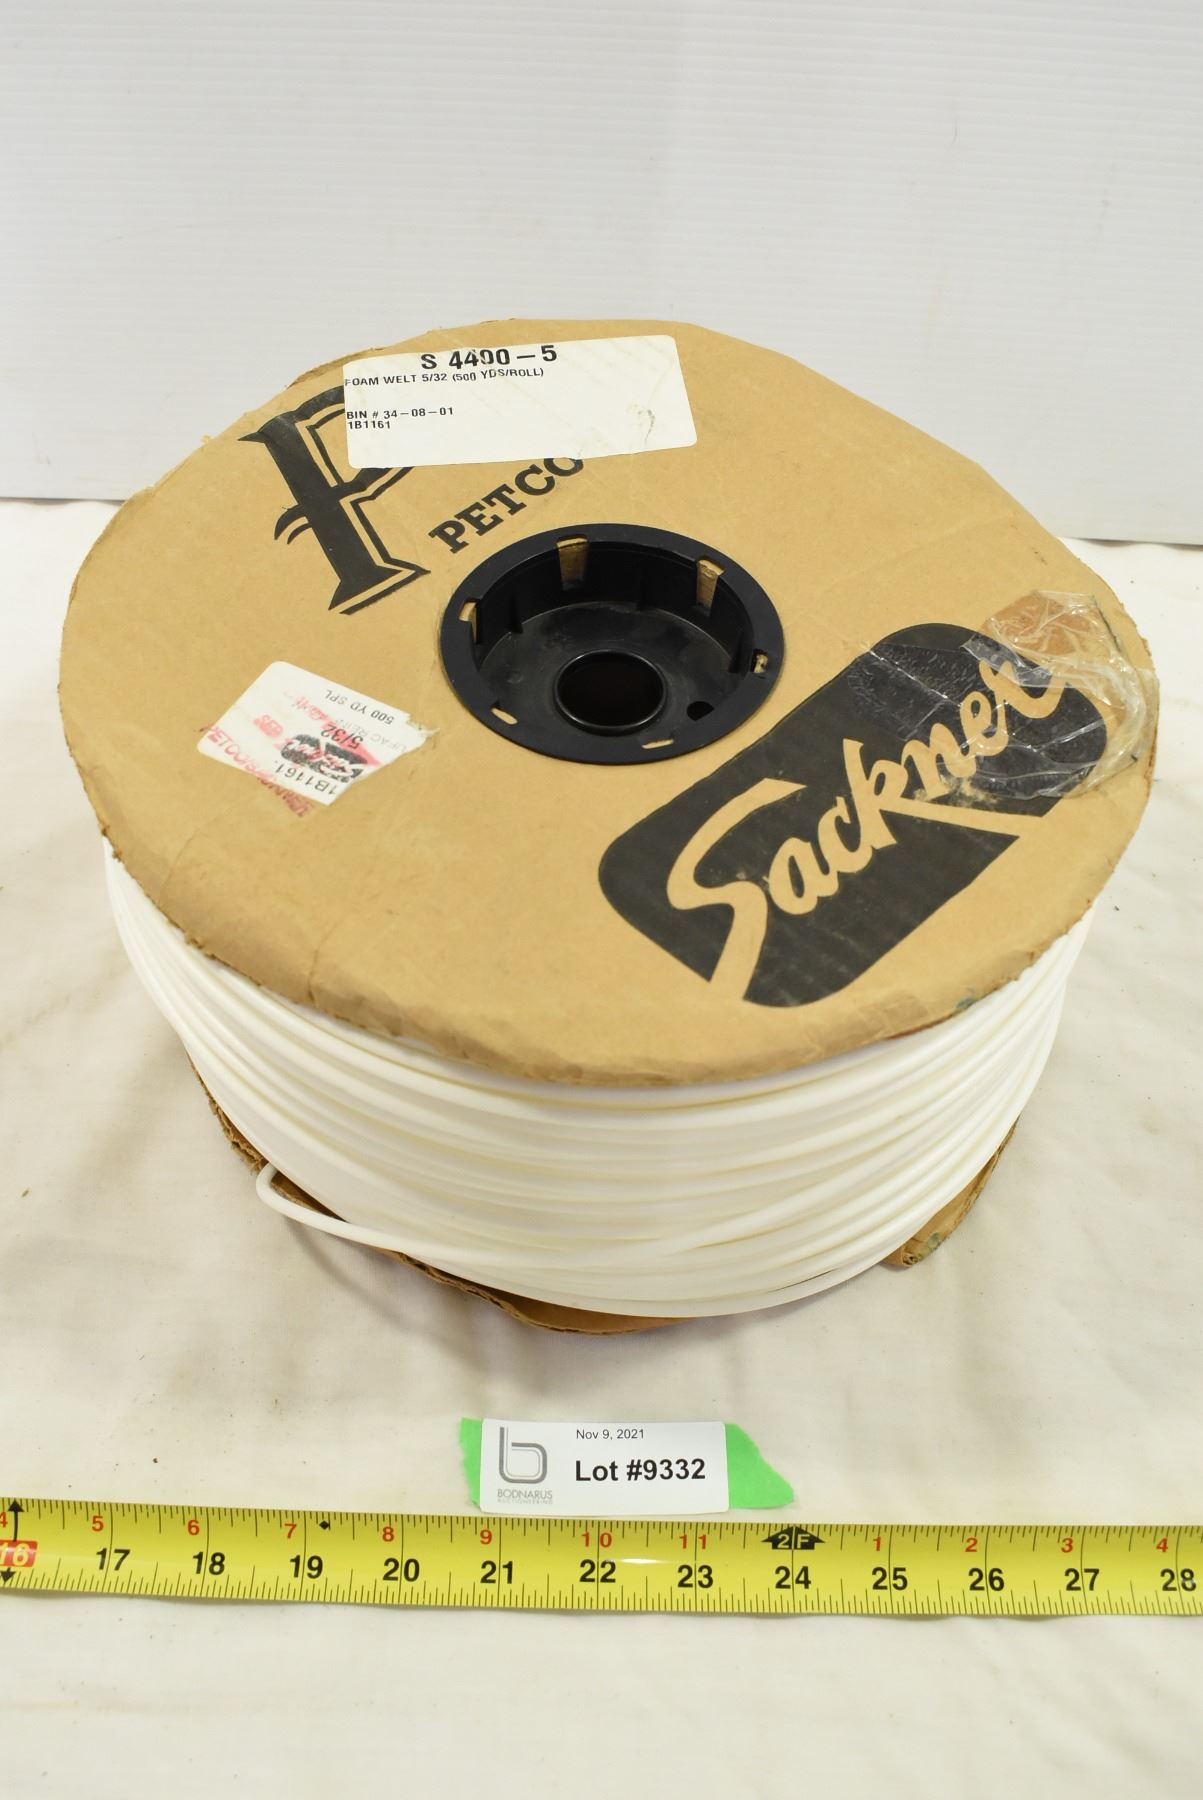 S 4400-5
FOAM WELT 5/32 (500 YDS/ROLL)
BIN # 34-08-01
1B1161
PETCO
Sackner
500 YD SPL
5/32
1B1161
Nov 9, 2021
Lot #9332
BODNARUS
AUCTIONEERING
4 5 6 7 8 9 10 11 2F 1 2 3 4
16 17 18 19 20 21 22 23 24 25 26 27 28